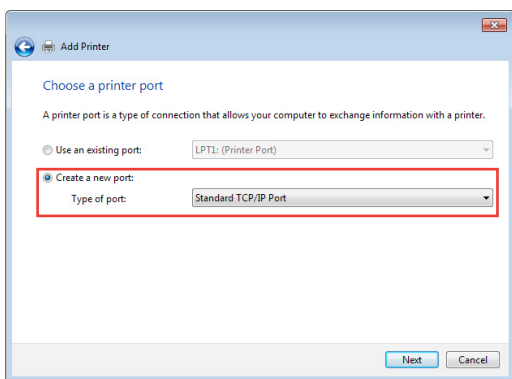 Add Printer
Choose a printer port
A printer port is a type of connection that allows your computer to exchange information with a printer.
Use an existing port: LPT1: (Printer Port)
Create a new port:
Type of port: Standard TCP/IP Port
Next Cancel